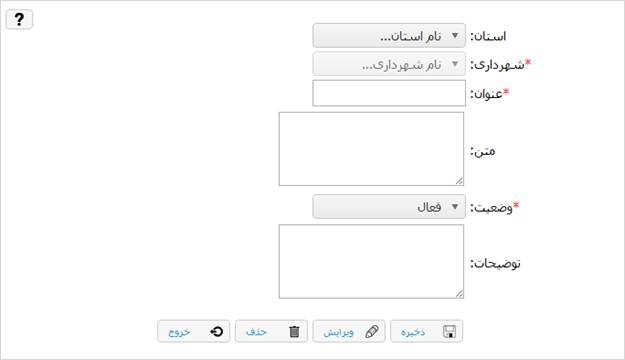 ?
استان: نام استان...
*شهرداری: نام شهرداری...
*عنوان:
متن:
*وضعیت: فعال
توضیحات:
ذخیره ویرایش حذف خروج